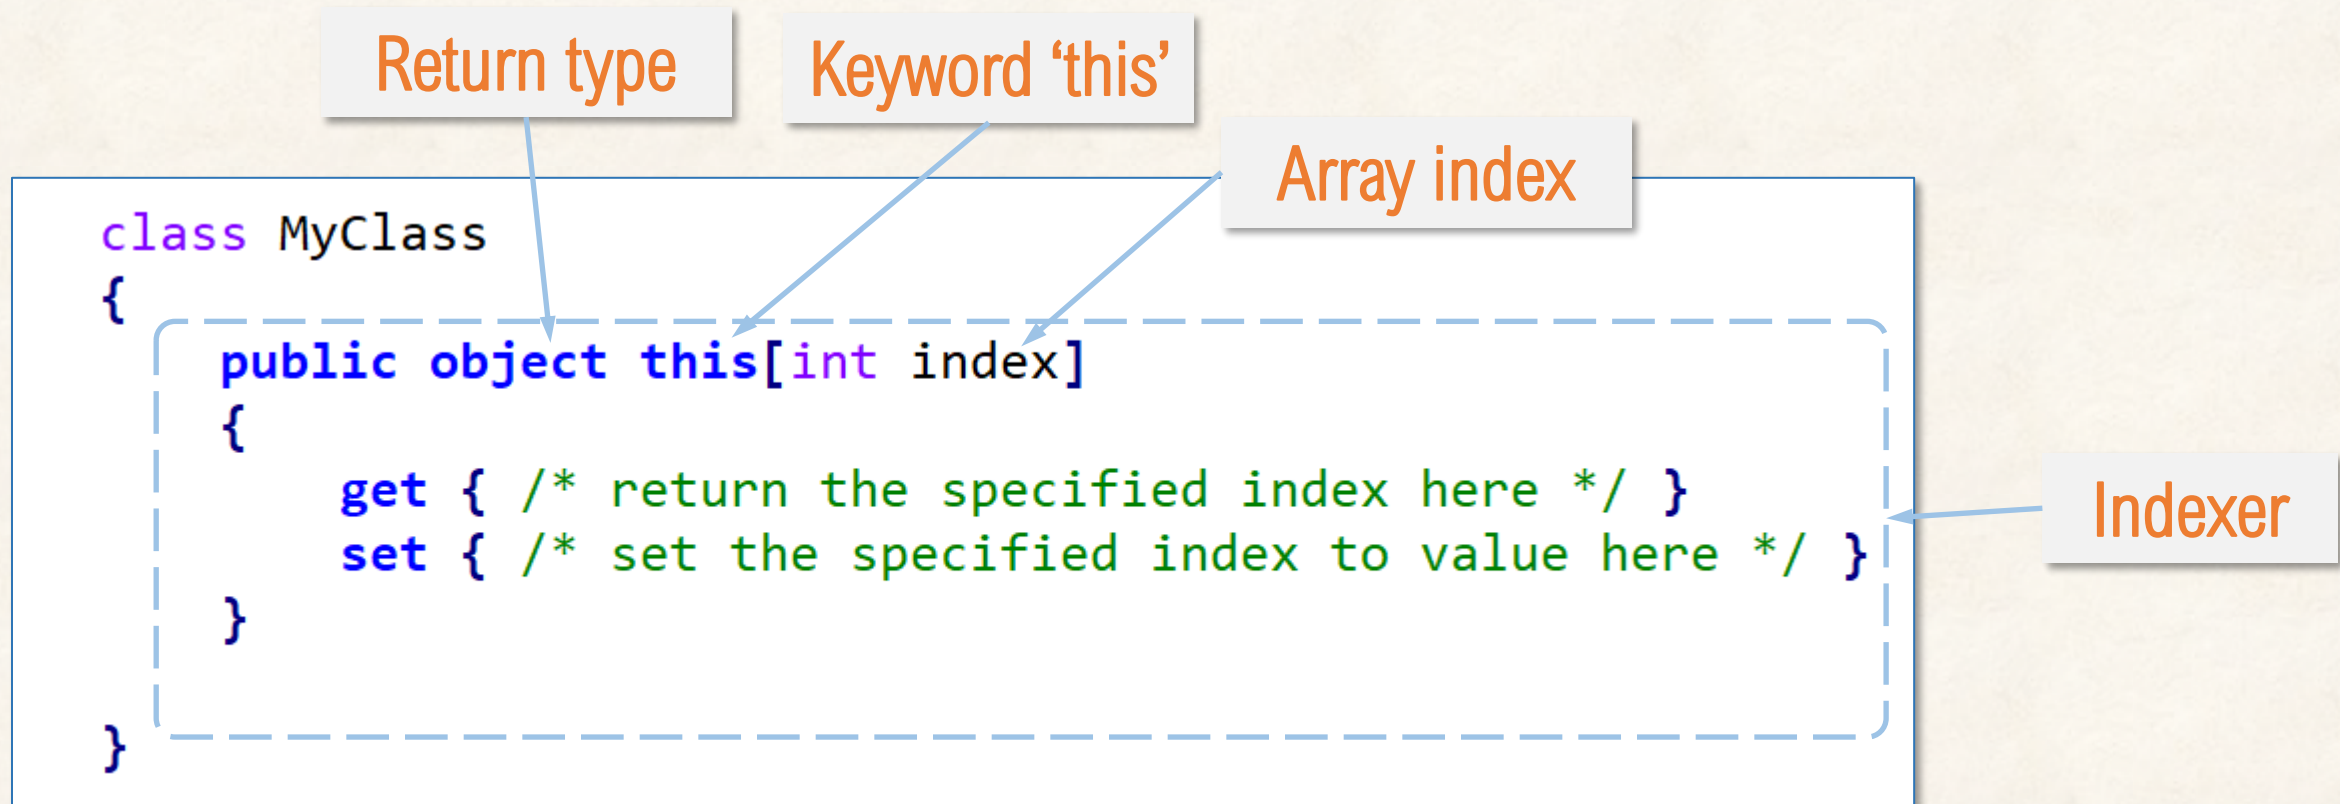 Return type
Keyword ‘this’
Array index
class MyClass
{
public object this[int index]
{
get { /* return the specified index here */ }
set { /* set the specified index to value here */ }
}
}
Indexer